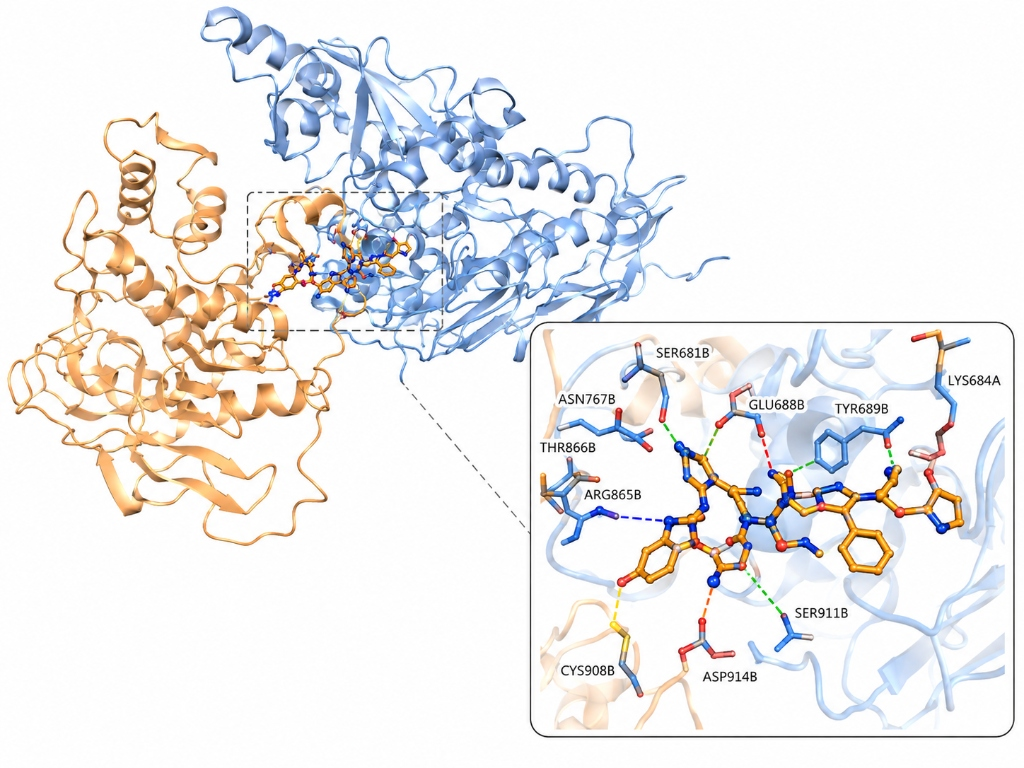 SER681B
LYS684A
ASN767B
GLU688B
TYR689B
THR866B
ARG865B
SER911B
CYS908B
ASP914B